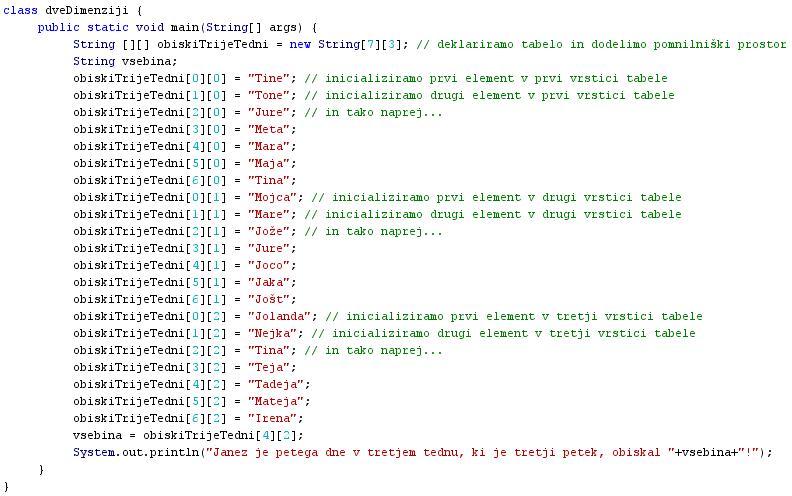 class dveDimenziji {
public static void main(String[] args) {
String [][] obiskiTrijeTedni = new String[7][3]; // deklariramo tabelo in dodelimo pomnilniški prostor
String vsebina;
obiskiTrijeTedni[0][0] = "Tine"; // inicializiramo prvi element v prvi vrstici tabele
obiskiTrijeTedni[1][0] = "Tone"; // inicializiramo drugi element v prvi vrstici tabele
obiskiTrijeTedni[2][0] = "Jure"; // in tako naprej...
obiskiTrijeTedni[3][0] = "Meta";
obiskiTrijeTedni[4][0] = "Mara";
obiskiTrijeTedni[5][0] = "Maja";
obiskiTrijeTedni[6][0] = "Tina";
obiskiTrijeTedni[0][1] = "Mojca"; // inicializiramo prvi element v drugi vrstici tabele
obiskiTrijeTedni[1][1] = "Mare"; // inicializiramo drugi element v drugi vrstici tabele
obiskiTrijeTedni[2][1] = "Jože"; // in tako naprej...
obiskiTrijeTedni[3][1] = "Jure";
obiskiTrijeTedni[4][1] = "Joco";
obiskiTrijeTedni[5][1] = "Jaka";
obiskiTrijeTedni[6][1] = "Jošt";
obiskiTrijeTedni[0][2] = "Jolanda"; // inicializiramo prvi element v tretji vrstici tabele
obiskiTrijeTedni[1][2] = "Nejka"; // inicializiramo drugi element v tretji vrstici tabele
obiskiTrijeTedni[2][2] = "Tina"; // in tako naprej...
obiskiTrijeTedni[3][2] = "Teja";
obiskiTrijeTedni[4][2] = "Tadeja";
obiskiTrijeTedni[5][2] = "Mateja";
obiskiTrijeTedni[6][2] = "Irena";
vsebina = obiskiTrijeTedni[4][2];
System.out.println("Janez je petega dne v tretjem tednu, ki je tretji petek, obiskal "+vsebina+"!");
}
}